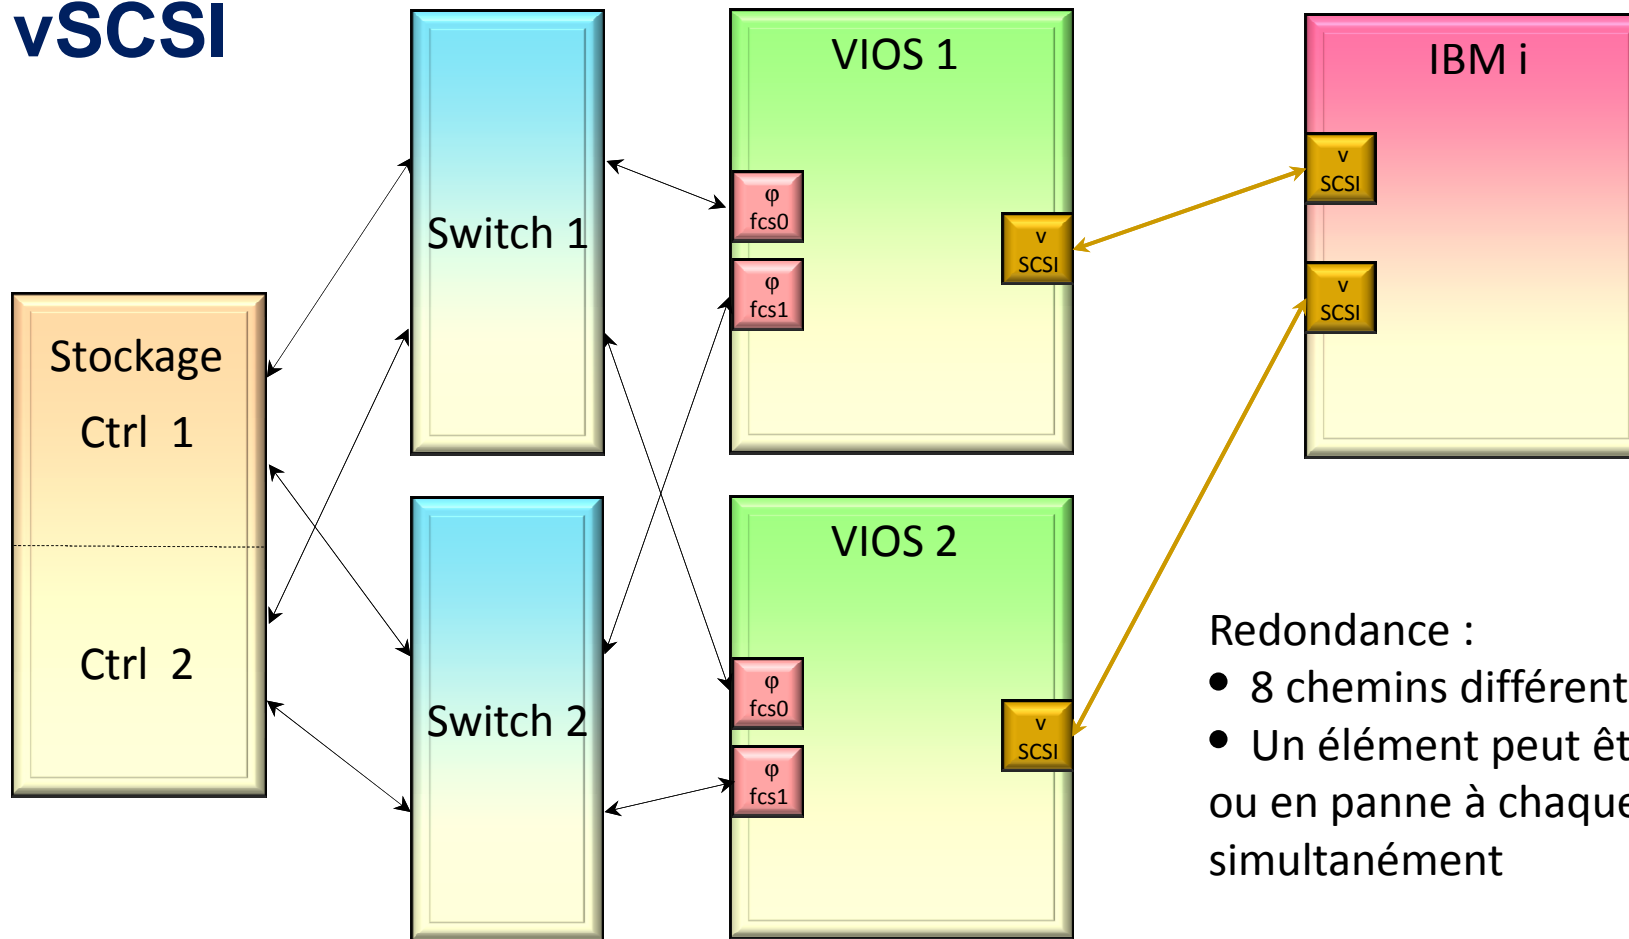 vSCSI
Stockage
Ctrl 1
Ctrl 2
Switch 1
Switch 2
VIOS 1
φ
fcs0
φ
fcs1
v
SCSI
VIOS 2
φ
fcs0
φ
fcs1
v
SCSI
IBM i
v
SCSI
v
SCSI
Redondance :
• 8 chemins différent
• Un élément peut êt
ou en panne à chaque
simultanément